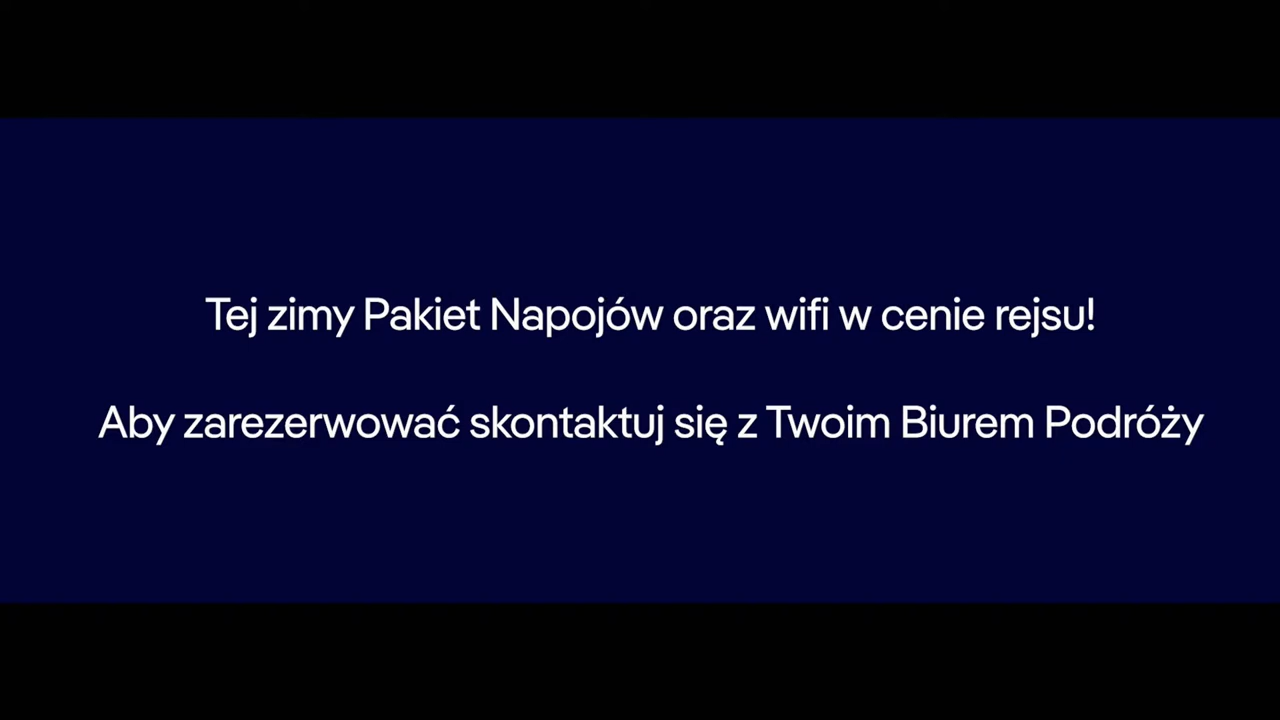 Tej zimy Pakiet Napojów oraz wifi w cenie rejsu!
Aby zarezerwować skontaktuj się z Twoim Biurem Podróży